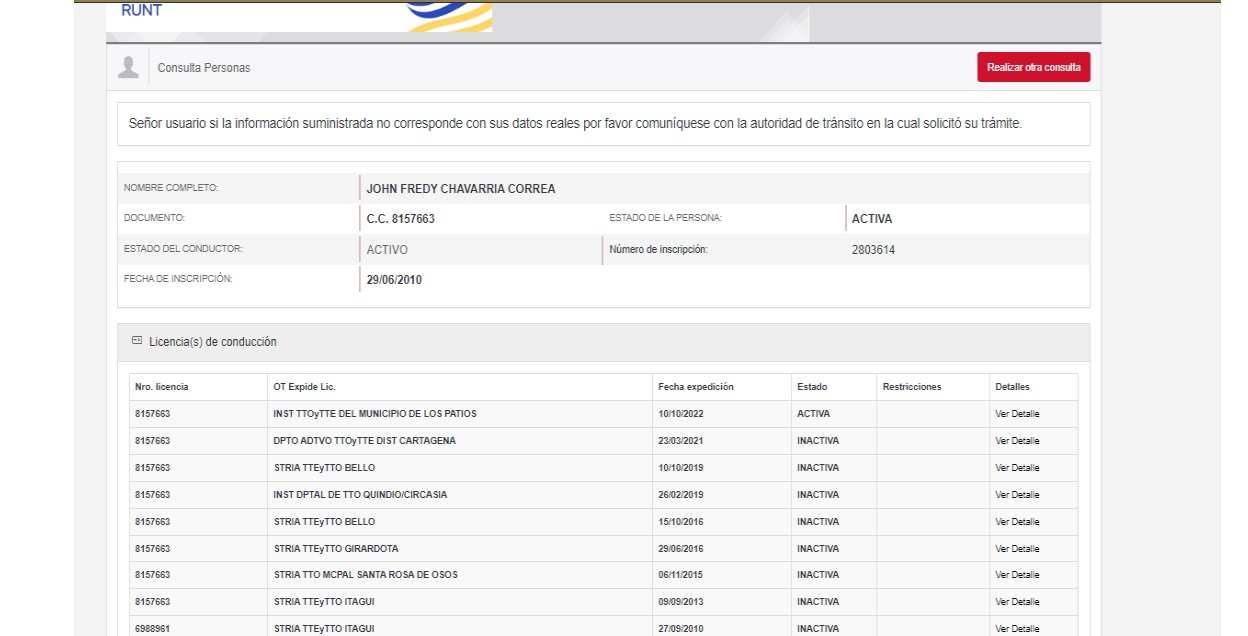 RUNT
Consulta Personas
Realizar otra consulta
Señor usuario si la información suministrada no corresponde con sus datos reales por favor comuníquese con la autoridad de tránsito en la cual solicitó su trámite.
NOMBRE COMPLETO: JOHN FREDY CHAVARRIA CORREA
DOCUMENTO: C.C. 8157663 ESTADO DE LA PERSONA: ACTIVA
ESTADO DEL CONDUCTOR: ACTIVO Número de inscripción: 2803614
FECHA DE INSCRIPCIÓN: 29/06/2010
Licencia(s) de conducción
Nro. licencia OT Expide Lic. Fecha expedición Estado Restricciones Detalles
8157663 INST TTOyTTE DEL MUNICIPIO DE LOS PATIOS 10/10/2022 ACTIVA Ver Detalle
8157663 DPTO ADTVO TTOyTTE DIST CARTAGENA 23/03/2021 INACTIVA Ver Detalle
8157663 STRIA TTEyTTO BELLO 10/10/2019 INACTIVA Ver Detalle
8157663 INST DPTAL DE TTO QUINDIO/CIRCASIA 26/02/2019 INACTIVA Ver Detalle
8157663 STRIA TTEyTTO BELLO 15/10/2016 INACTIVA Ver Detalle
8157663 STRIA TTEyTTO GIRARDOTA 29/06/2016 INACTIVA Ver Detalle
8157663 STRIA TTO MCPAL SANTA ROSA DE OSOS 06/11/2015 INACTIVA Ver Detalle
8157663 STRIA TTEyTTO ITAGUI 09/09/2013 INACTIVA Ver Detalle
6988961 STRIA TTEyTTO ITAGUI 27/09/2010 INACTIVA Ver Detalle